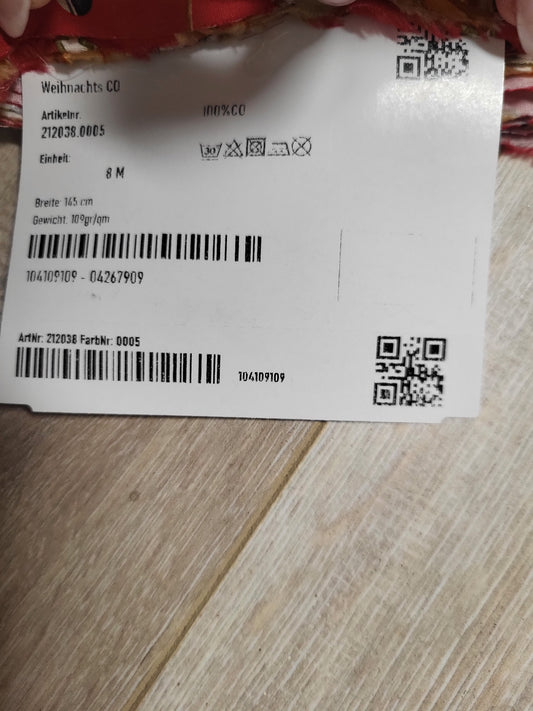 Weihnachts CO
Artikelnr.
100%CO
212038.0005
30
Einheit:
8 M
Breite: 145 cm
Gewicht: 109gr/qm
104109109 - 04267909
ArtNr: 212038 FarbNr: 0005
104109109